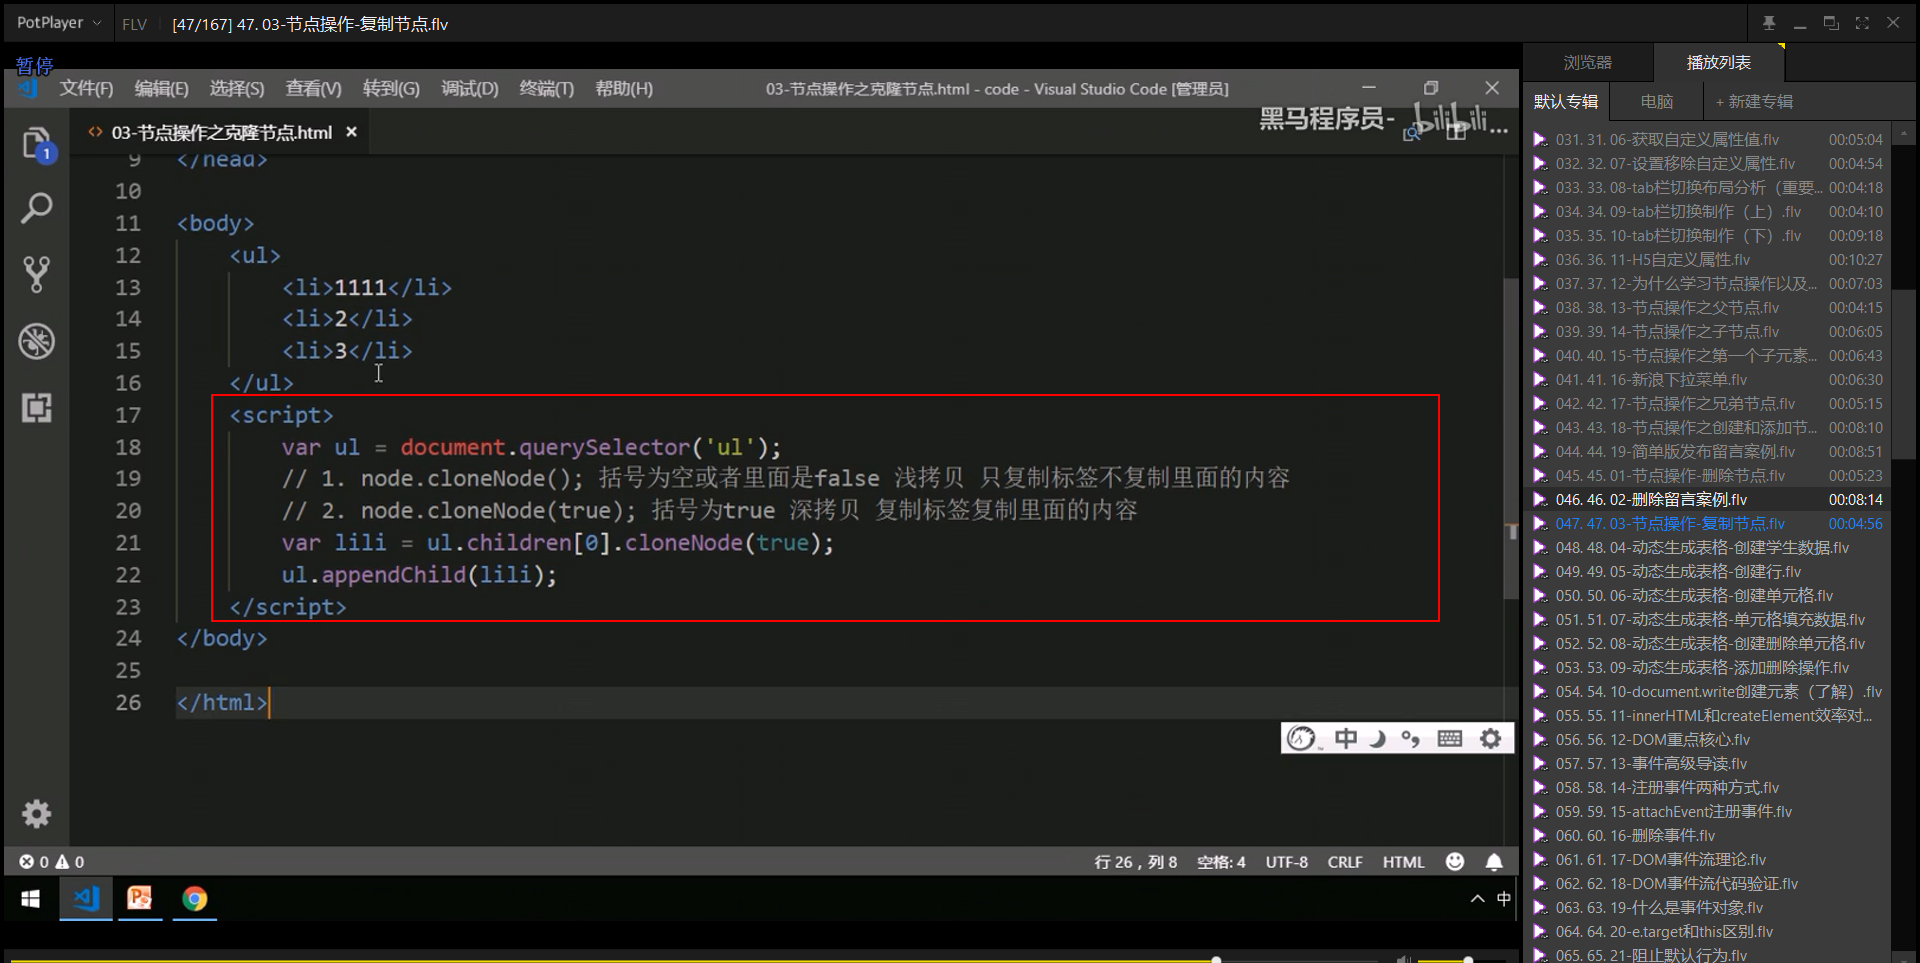 PotPlayer
FLV
[47/167] 47. 03-节点操作-复制节点.flv
暂停
文件(F) 编辑(E) 选择(S) 查看(V) 转到(G) 调试(D) 终端(T) 帮助(H)
03-节点操作之克隆节点.html - code - Visual Studio Code [管理员]
03-节点操作之克隆节点.html
黑马程序员- bilibili
1
9 </head>
10
11 <body>
12 <ul>
13 <li>1111</li>
14 <li>2</li>
15 <li>3</li>
16 </ul>
17 <script>
18 var ul = document.querySelector('ul');
19 // 1. node.cloneNode(); 括号为空或者里面是false 浅拷贝 只复制标签不复制里面的内容
20 // 2. node.cloneNode(true); 括号为true 深拷贝 复制标签复制里面的内容
21 var lili = ul.children[0].cloneNode(true);
22 ul.appendChild(lili);
23 </script>
24 </body>
25
26 </html>
中
0 0
行 26，列 8 空格: 4 UTF-8 CRLF HTML
中
浏览器 播放列表
默认专辑 电脑 + 新建专辑
031. 31. 06-获取自定义属性值.flv 00:05:04
032. 32. 07-设置移除自定义属性.flv 00:04:54
033. 33. 08-tab栏切换布局分析（重要... 00:04:18
034. 34. 09-tab栏切换制作（上）.flv 00:04:10
035. 35. 10-tab栏切换制作（下）.flv 00:09:18
036. 36. 11-H5自定义属性.flv 00:10:27
037. 37. 12-为什么学习节点操作以及... 00:07:03
038. 38. 13-节点操作之父节点.flv 00:04:15
039. 39. 14-节点操作之子节点.flv 00:06:05
040. 40. 15-节点操作之第一个子元素... 00:06:43
041. 41. 16-新浪下拉菜单.flv 00:06:30
042. 42. 17-节点操作之兄弟节点.flv 00:05:15
043. 43. 18-节点操作之创建和添加节... 00:08:10
044. 44. 19-简单版发布留言案例.flv 00:08:51
045. 45. 01-节点操作-删除节点.flv 00:05:23
046. 46. 02-删除留言案例.flv 00:08:14
047. 47. 03-节点操作-复制节点.flv 00:04:56
048. 48. 04-动态生成表格-创建学生数据.flv
049. 49. 05-动态生成表格-创建行.flv
050. 50. 06-动态生成表格-创建单元格.flv
051. 51. 07-动态生成表格-单元格填充数据.flv
052. 52. 08-动态生成表格-创建删除单元格.flv
053. 53. 09-动态生成表格-添加删除操作.flv
054. 54. 10-document.write创建元素（了解）.flv
055. 55. 11-innerHTML和createElement效率对...
056. 56. 12-DOM重点核心.flv
057. 57. 13-事件高级导读.flv
058. 58. 14-注册事件两种方式.flv
059. 59. 15-attachEvent注册事件.flv
060. 60. 16-删除事件.flv
061. 61. 17-DOM事件流理论.flv
062. 62. 18-DOM事件流代码验证.flv
063. 63. 19-什么是事件对象.flv
064. 64. 20-e.target和this区别.flv
065. 65. 21-阻止默认行为.flv